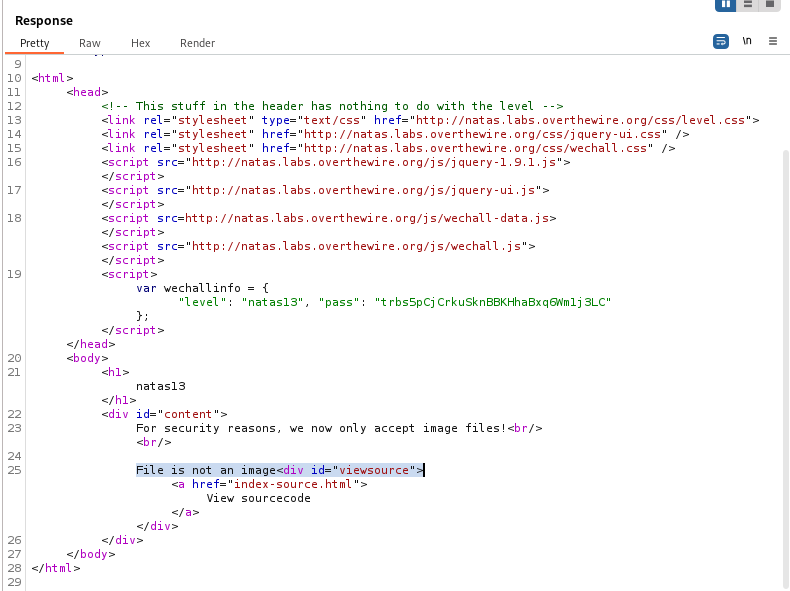 Response
Pretty Raw Hex Render \n
9
10 <html>
11 <head>
12 <!-- This stuff in the header has nothing to do with the level -->
13 <link rel="stylesheet" type="text/css" href="http://natas.labs.overthewire.org/css/level.css">
14 <link rel="stylesheet" href="http://natas.labs.overthewire.org/css/jquery-ui.css" />
15 <link rel="stylesheet" href="http://natas.labs.overthewire.org/css/wechall.css" />
16 <script src="http://natas.labs.overthewire.org/js/jquery-1.9.1.js">
</script>
17 <script src="http://natas.labs.overthewire.org/js/jquery-ui.js">
</script>
18 <script src=http://natas.labs.overthewire.org/js/wechall-data.js>
</script>
<script src="http://natas.labs.overthewire.org/js/wechall.js">
</script>
19 <script>
var wechallinfo = {
"level": "natas13", "pass": "trbs5pCjCrkuSknBBKHhaBxq6Wm1j3LC"
};
</script>
</head>
20 <body>
21 <h1>
natas13
</h1>
22 <div id="content">
23 For security reasons, we now only accept image files!<br/>
<br/>
24
25 File is not an image<div id="viewsource">
<a href="index-source.html">
View sourcecode
</a>
</div>
26 </div>
27 </body>
28 </html>
29